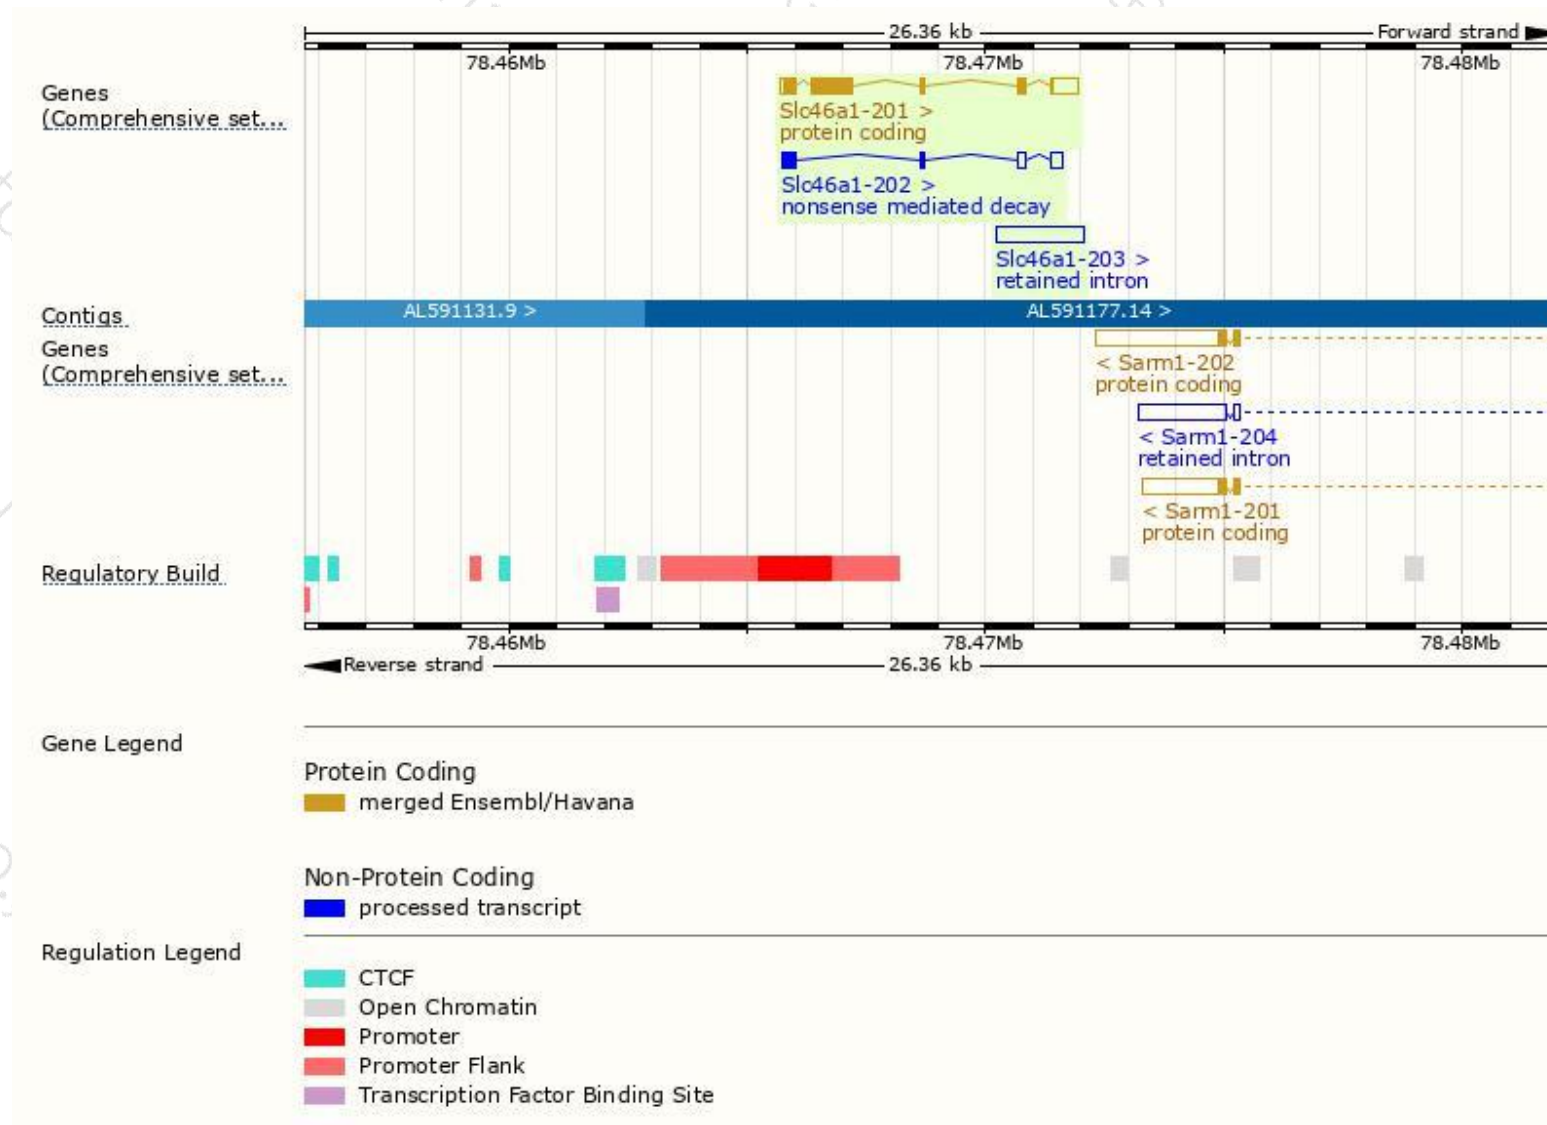 26.36 kb
Forward strand
78.46Mb
78.47Mb
78.48Mb
Genes
(Comprehensive set...
Slc46a1-201 >
protein coding
Slc46a1-202 >
nonsense mediated decay
Slc46a1-203 >
retained intron
Contigs
AL591131.9 >
AL591177.14 >
Genes
(Comprehensive set...
< Sarm1-202
protein coding
< Sarm1-204
retained intron
< Sarm1-201
protein coding
Regulatory Build
78.46Mb
78.47Mb
78.48Mb
Reverse strand
26.36 kb
Gene Legend
Protein Coding
merged Ensembl/Havana
Non-Protein Coding
processed transcript
Regulation Legend
CTCF
Open Chromatin
Promoter
Promoter Flank
Transcription Factor Binding Site